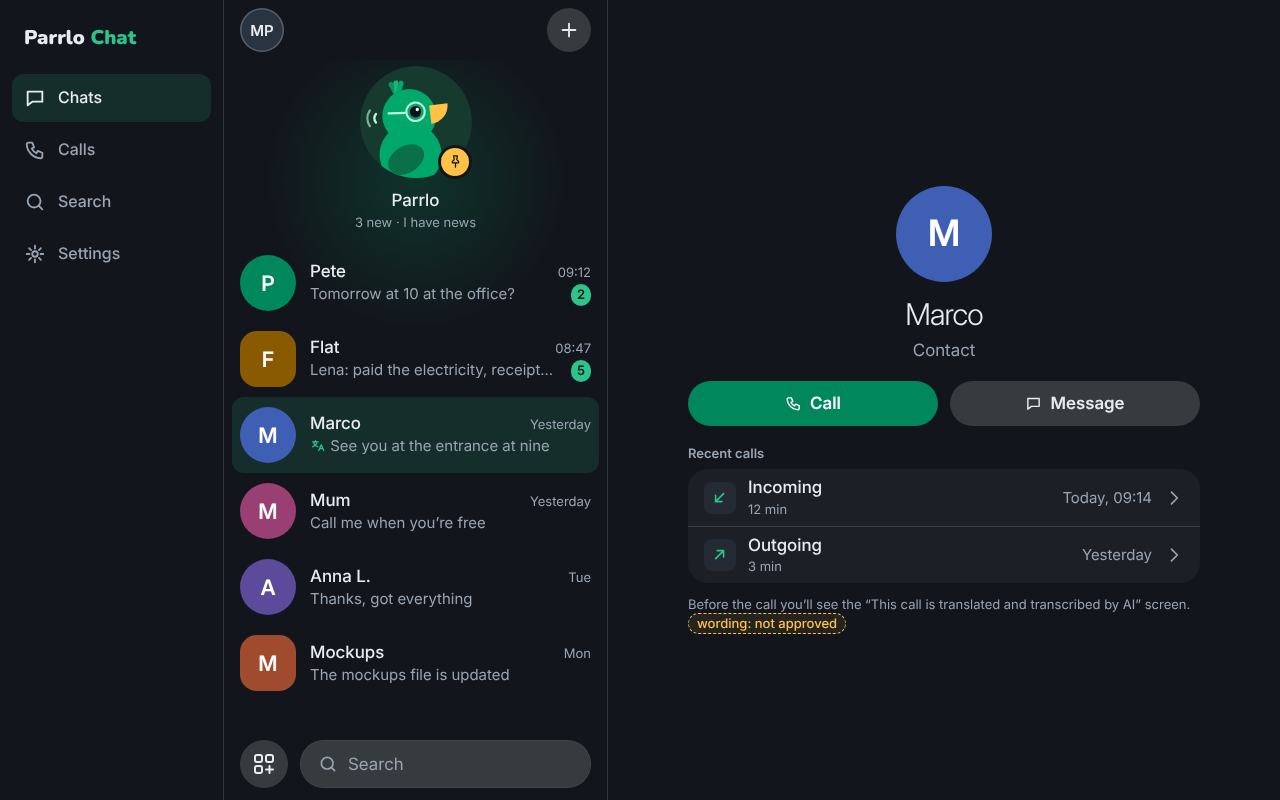 Parrlo Chat
Chats
Calls
Search
Settings
MP
Parrlo
3 new · I have news
P
Pete
09:12
Tomorrow at 10 at the office?
2
F
Flat
08:47
Lena: paid the electricity, receipt…
5
M
Marco
Yesterday
See you at the entrance at nine
M
Mum
Yesterday
Call me when you’re free
A
Anna L.
Tue
Thanks, got everything
M
Mockups
Mon
The mockups file is updated
Search
M
Marco
Contact
Call
Message
Recent calls
Incoming
12 min
Today, 09:14
Outgoing
3 min
Yesterday
Before the call you’ll see the “This call is translated and transcribed by AI” screen.
wording: not approved